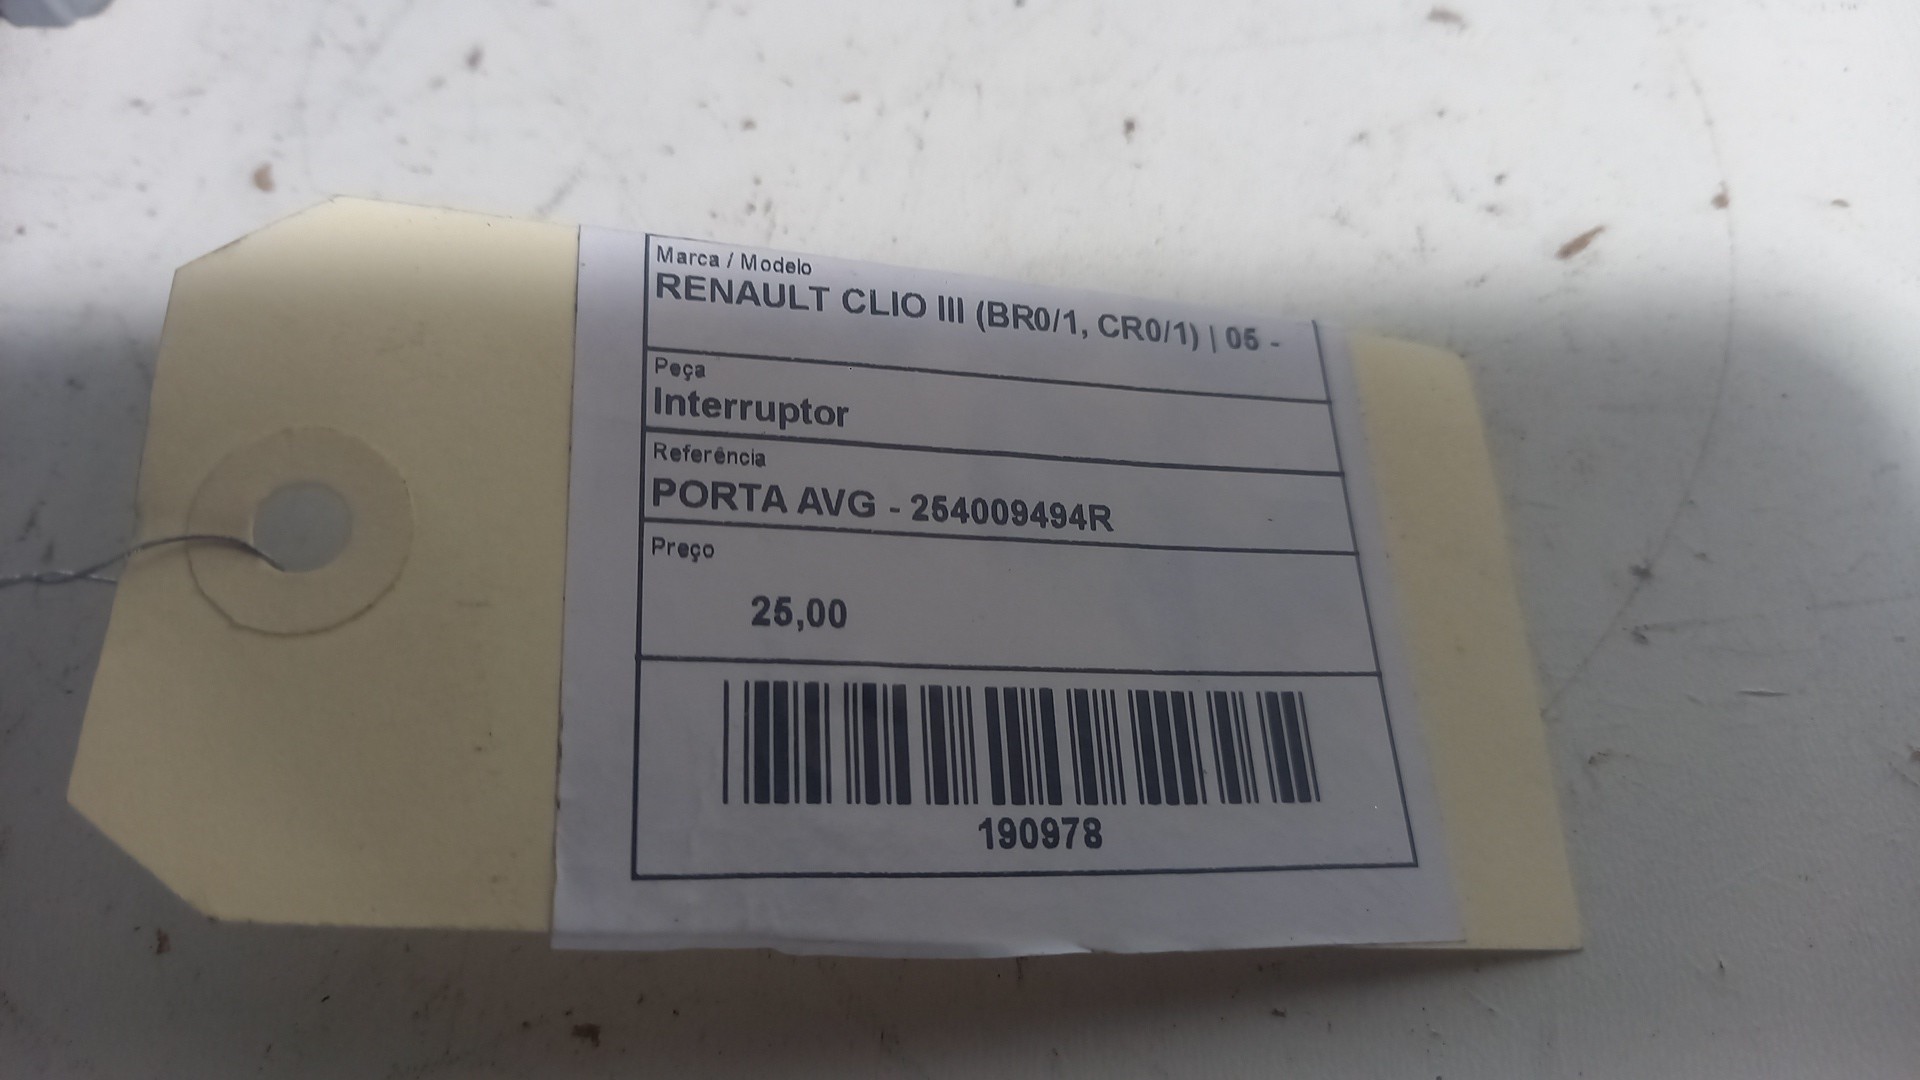 Marca / Modelo
RENAULT CLIO III (BR0/1, CR0/1) | 05 -
Peça
Interruptor
Referência
PORTA AVG - 254009494R
Preço
25,00
190978